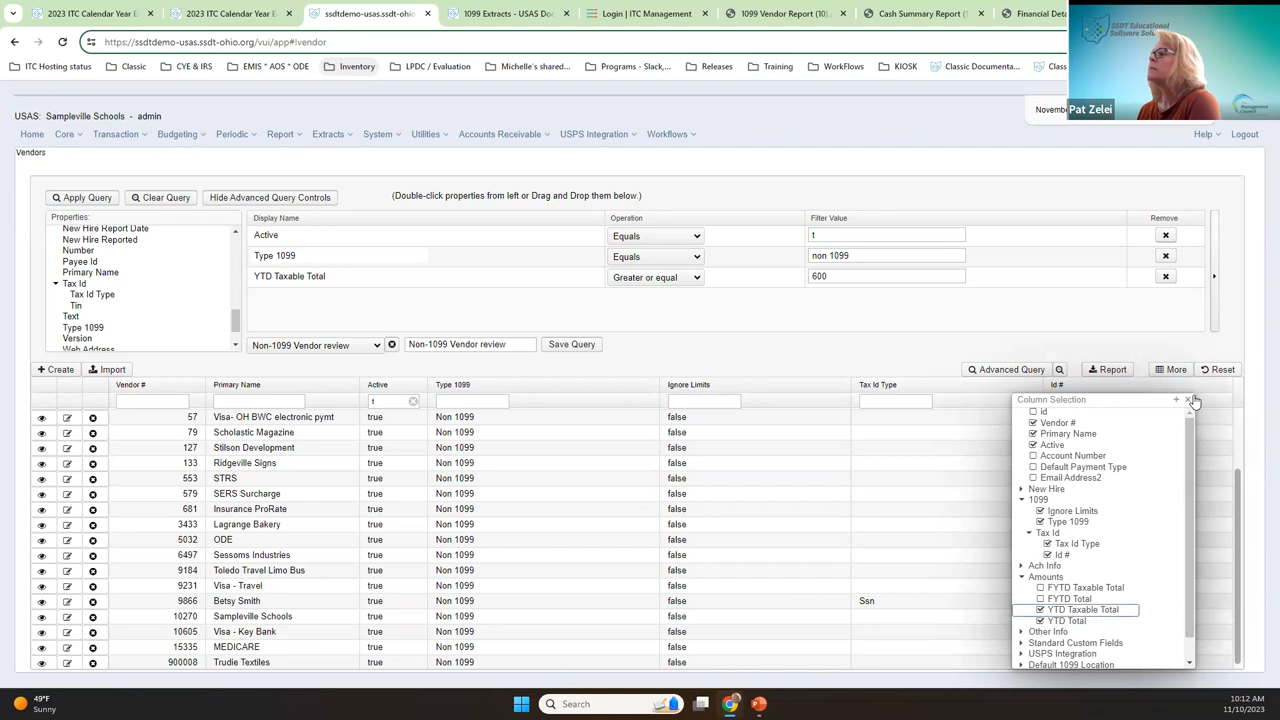 2023 ITC Calendar Year E
2023 ITC Calendar Year E
ssdtdemo-usas.ssdt-ohio
1099 Extracts - USAS Doc
Login | ITC Management
1099 Vendor Report (10)
Cash Summary Report (T
Financial Deta
https://ssdtdemo-usas.ssdt-ohio.org/vui/app#!vendor
ITC Hosting status
Classic
CYE & IRS
EMIS * AOS * ODE
Inventory
LPDC / Evaluation
Michelle's shared...
Programs - Slack,...
Releases
Training
WorkFlows
KIOSK
Classic Documenta...
Class
SSDT Educational
Software Solu
Management
Council
Pat Zelei
USAS: Sampleville Schools - admin
Novem
Home Core Transaction Budgeting Periodic Report Extracts System Utilities Accounts Receivable USPS Integration Workflows Help Logout
Vendors
Apply Query Clear Query Hide Advanced Query Controls (Double-click properties from left or Drag and Drop them below.)
Properties:
New Hire Report Date
New Hire Reported
Number
Payee Id
Primary Name
Tax Id
Tax Id Type
Tin
Text
Type 1099
Version
Web Address
Display Name Operation Filter Value Remove
Active Equals t
Type 1099 Equals non 1099
YTD Taxable Total Greater or equal 600
Non-1099 Vendor review Non-1099 Vendor review Save Query
Create Import Advanced Query Report More Reset
Vendor # Primary Name Active Type 1099 Ignore Limits Tax Id Type Id #
t
57 Visa- OH BWC electronic pymt true Non 1099 false
79 Scholastic Magazine true Non 1099 false
127 Stilson Development true Non 1099 false
133 Ridgeville Signs true Non 1099 false
553 STRS true Non 1099 false
579 SERS Surcharge true Non 1099 false
681 Insurance ProRate true Non 1099 false
3433 Lagrange Bakery true Non 1099 false
5032 ODE true Non 1099 false
6497 Sessoms Industries true Non 1099 false
9184 Toledo Travel Limo Bus true Non 1099 false
9231 Visa - Travel true Non 1099 false
9866 Betsy Smith true Non 1099 false Ssn
10270 Sampleville Schools true Non 1099 false
10605 Visa - Key Bank true Non 1099 false
15335 MEDICARE true Non 1099 false
900008 Trudie Textiles true Non 1099 false
Column Selection
id
Vendor #
Primary Name
Active
Account Number
Default Payment Type
Email Address2
New Hire
1099
Ignore Limits
Type 1099
Tax Id
Tax Id Type
Id #
Ach Info
Amounts
FYTD Taxable Total
FYTD Total
YTD Taxable Total
YTD Total
Other Info
Standard Custom Fields
USPS Integration
Default 1099 Location
49°F
Sunny
Search
10:12 AM
11/10/2023